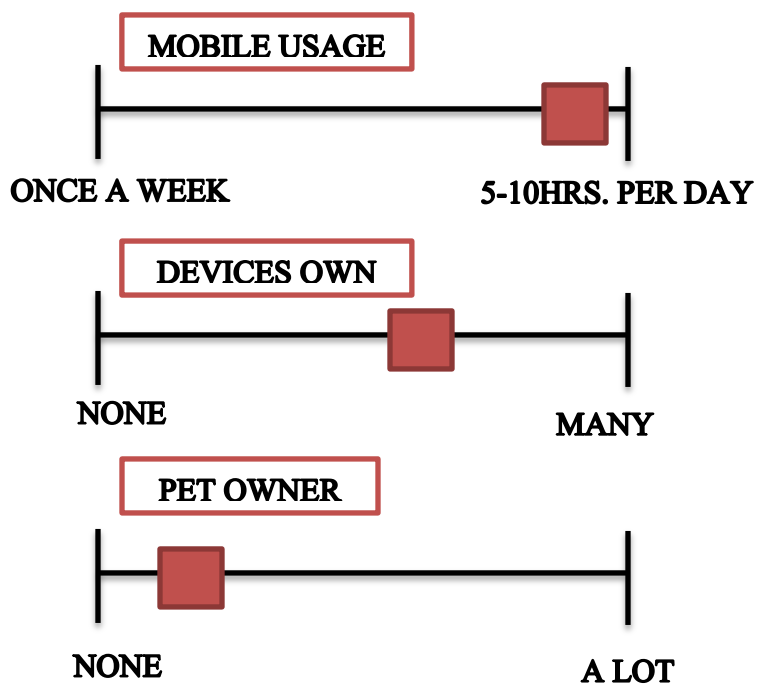 MOBILE USAGE
ONCE A WEEK
5-10HRS. PER DAY
DEVICES OWN
NONE
MANY
PET OWNER
NONE
A LOT